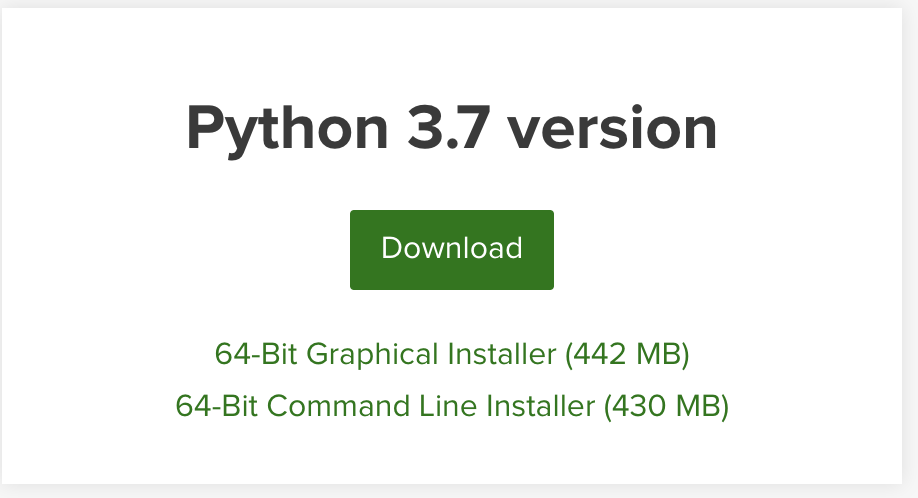 Python 3.7 version
Download
64-Bit Graphical Installer (442 MB)
64-Bit Command Line Installer (430 MB)